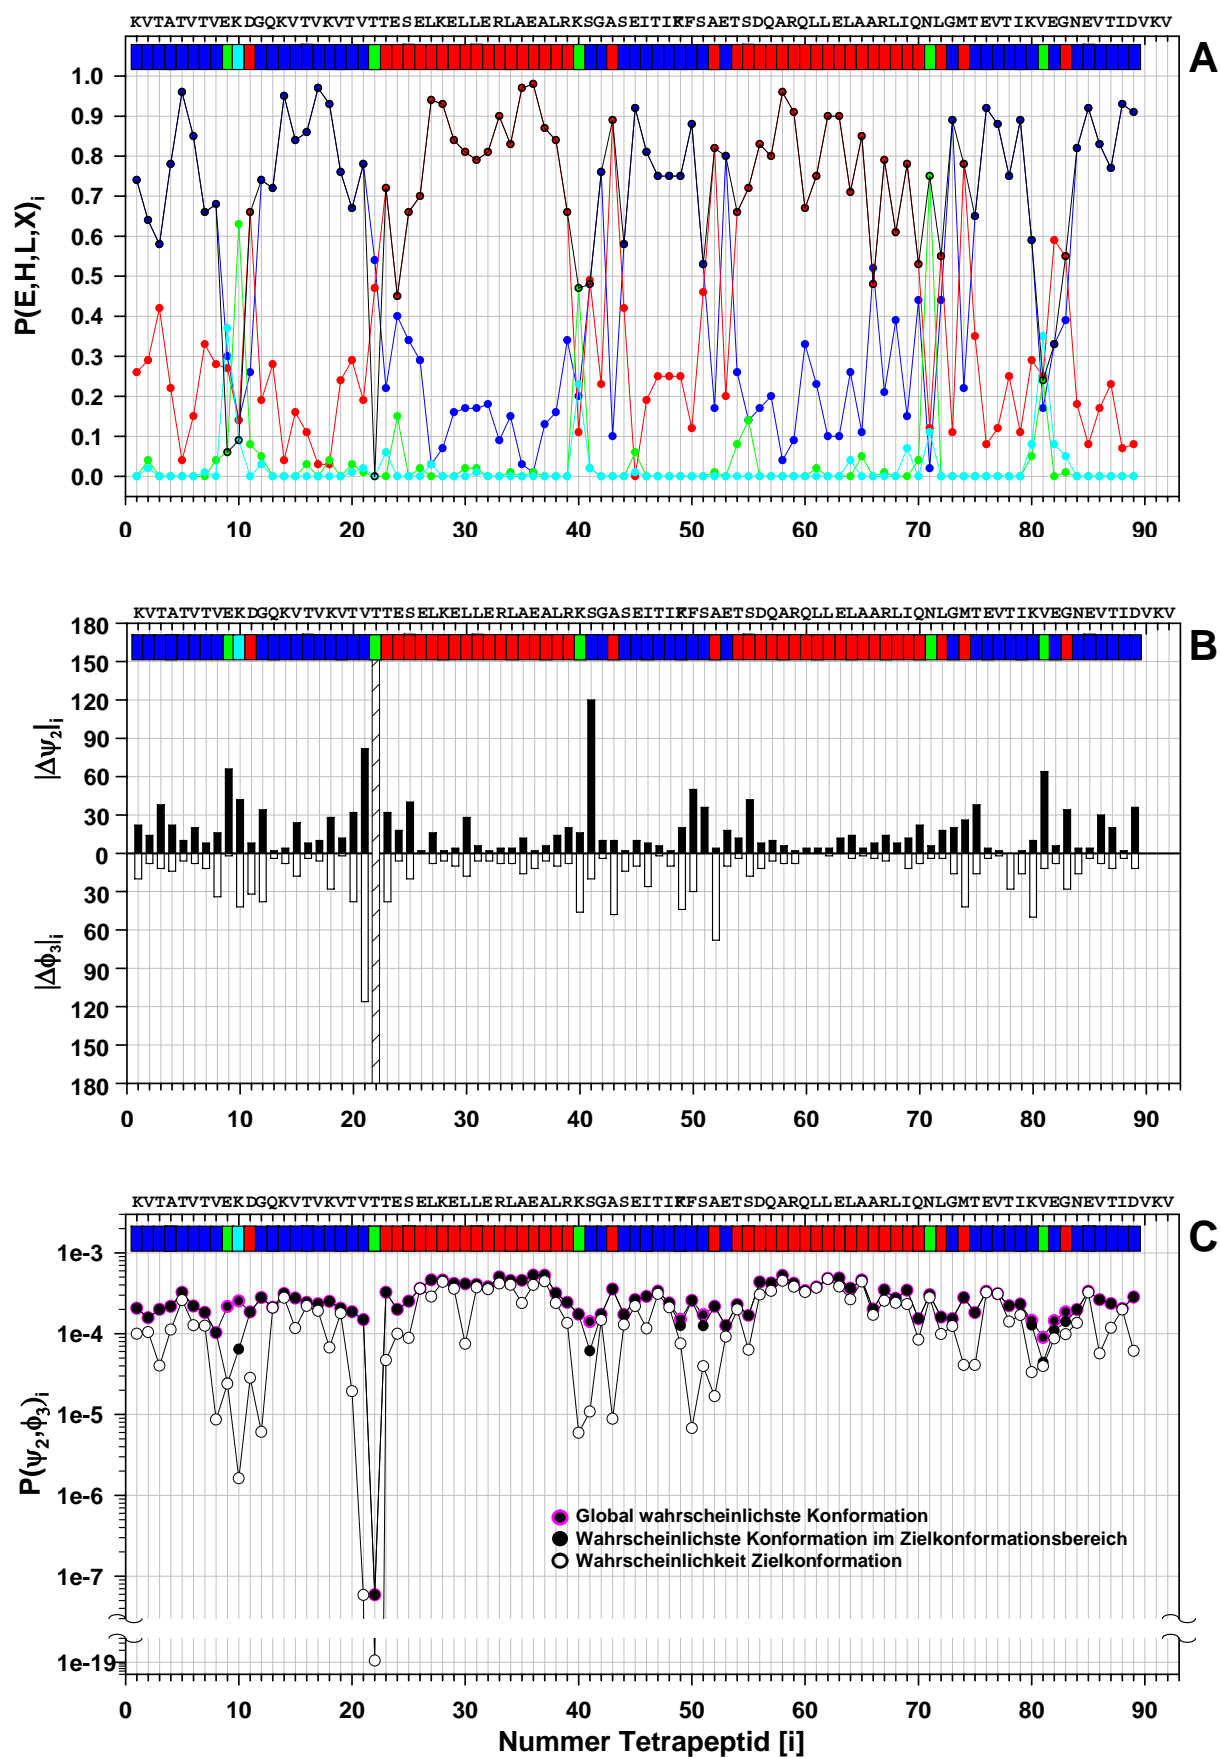 KVTATVTVEKDGQKVTVKVTVTTESELKELLERLAEALRKSGASEITIKFSAETSDQARQLLELAARLIQNLGMTEVTIKVEGNEVTIDVKV
A
1.0
0.9
0.8
0.7
0.6
0.5
0.4
0.3
0.2
0.1
0.0
P(E,H,L,X)i
0 10 20 30 40 50 60 70 80 90
KVTATVTVEKDGQKVTVKVTVTTESELKELLERLAEALRKSGASEITIKFSAETSDQARQLLELAARLIQNLGMTEVTIKVEGNEVTIDVKV
B
180
150
120
90
60
30
0
30
60
90
120
150
180
|Δψ2|i
|Δϕ3|i
0 10 20 30 40 50 60 70 80 90
KVTATVTVEKDGQKVTVKVTVTTESELKELLERLAEALRKSGASEITIKFSAETSDQARQLLELAARLIQNLGMTEVTIKVEGNEVTIDVKV
C
1e-3
1e-4
1e-5
1e-6
1e-7
1e-19
P(ψ2,ϕ3)i
Global wahrscheinlichste Konformation
Wahrscheinlichste Konformation im Zielkonformationsbereich
Wahrscheinlichkeit Zielkonformation
0 10 20 30 40 50 60 70 80 90
Nummer Tetrapeptid [i]